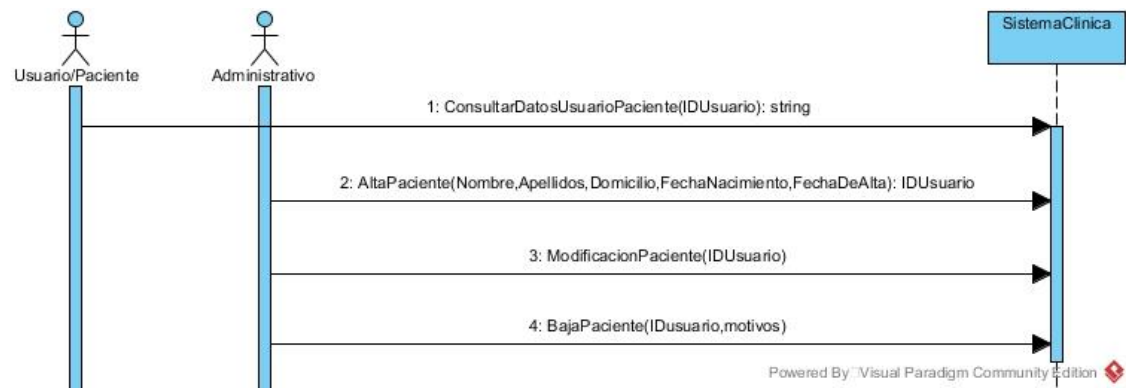 SistemaClinica
Usuario/Paciente
Administrativo
1: ConsultarDatosUsuarioPaciente(IDUsuario): string
2: AltaPaciente(Nombre,Apellidos,Domicilio,FechaNacimiento,FechaDeAlta): IDUsuario
3: ModificacionPaciente(IDUsuario)
4: BajaPaciente(IDusuario,motivos)
Powered By Visual Paradigm Community Edition